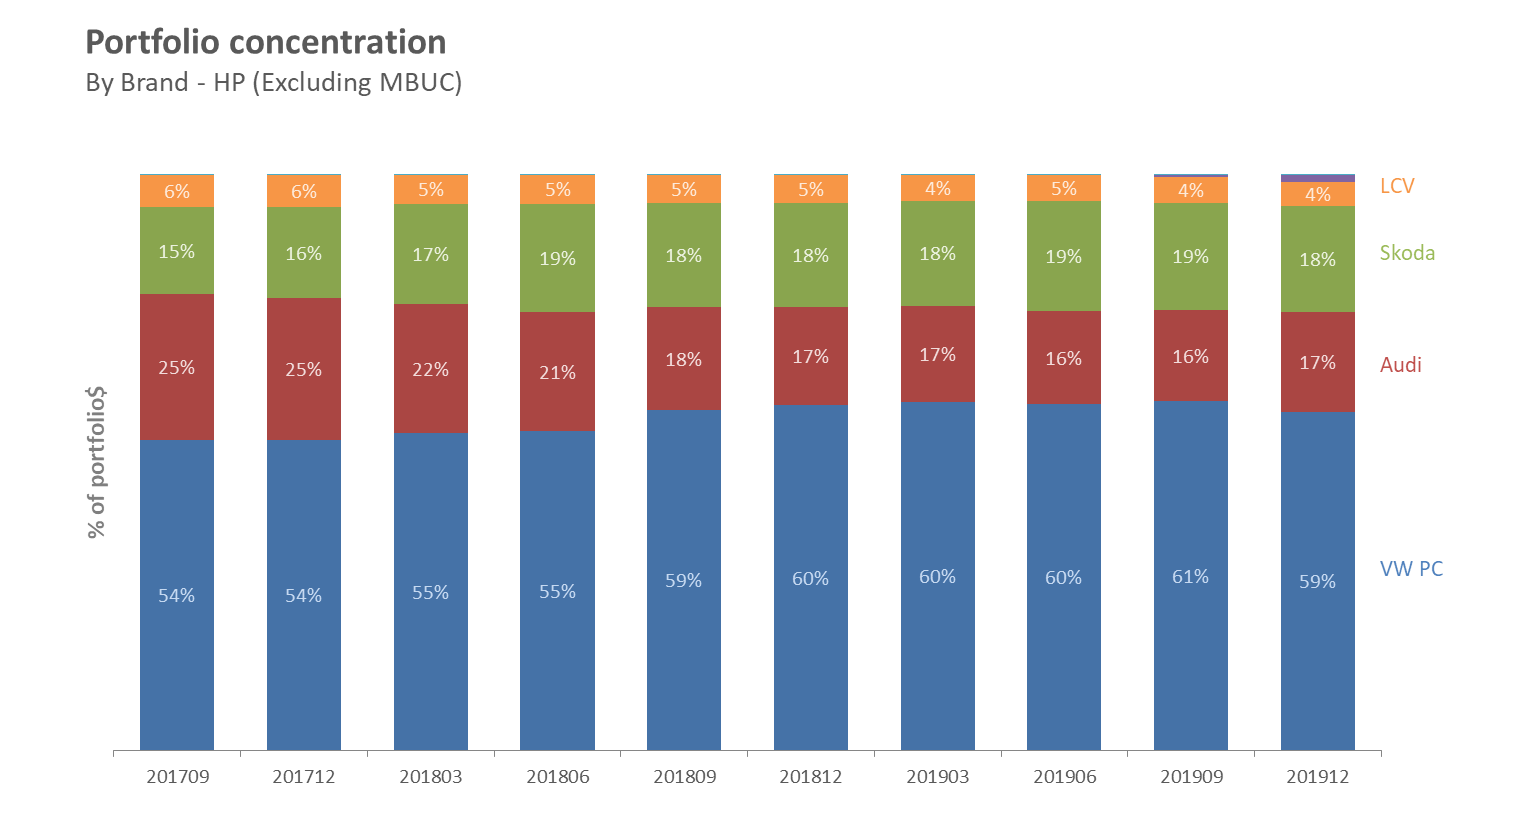 Portfolio concentration
By Brand - HP (Excluding MBUC)
% of portfolio$
6% 6% 5% 5% 5% 5% 4% 5% 4% 4% LCV
15% 16% 17% 19% 18% 18% 18% 19% 19% 18% Skoda
25% 25% 22% 21% 18% 17% 17% 16% 16% 17% Audi
54% 54% 55% 55% 59% 60% 60% 60% 61% 59% VW PC
201709 201712 201803 201806 201809 201812 201903 201906 201909 201912